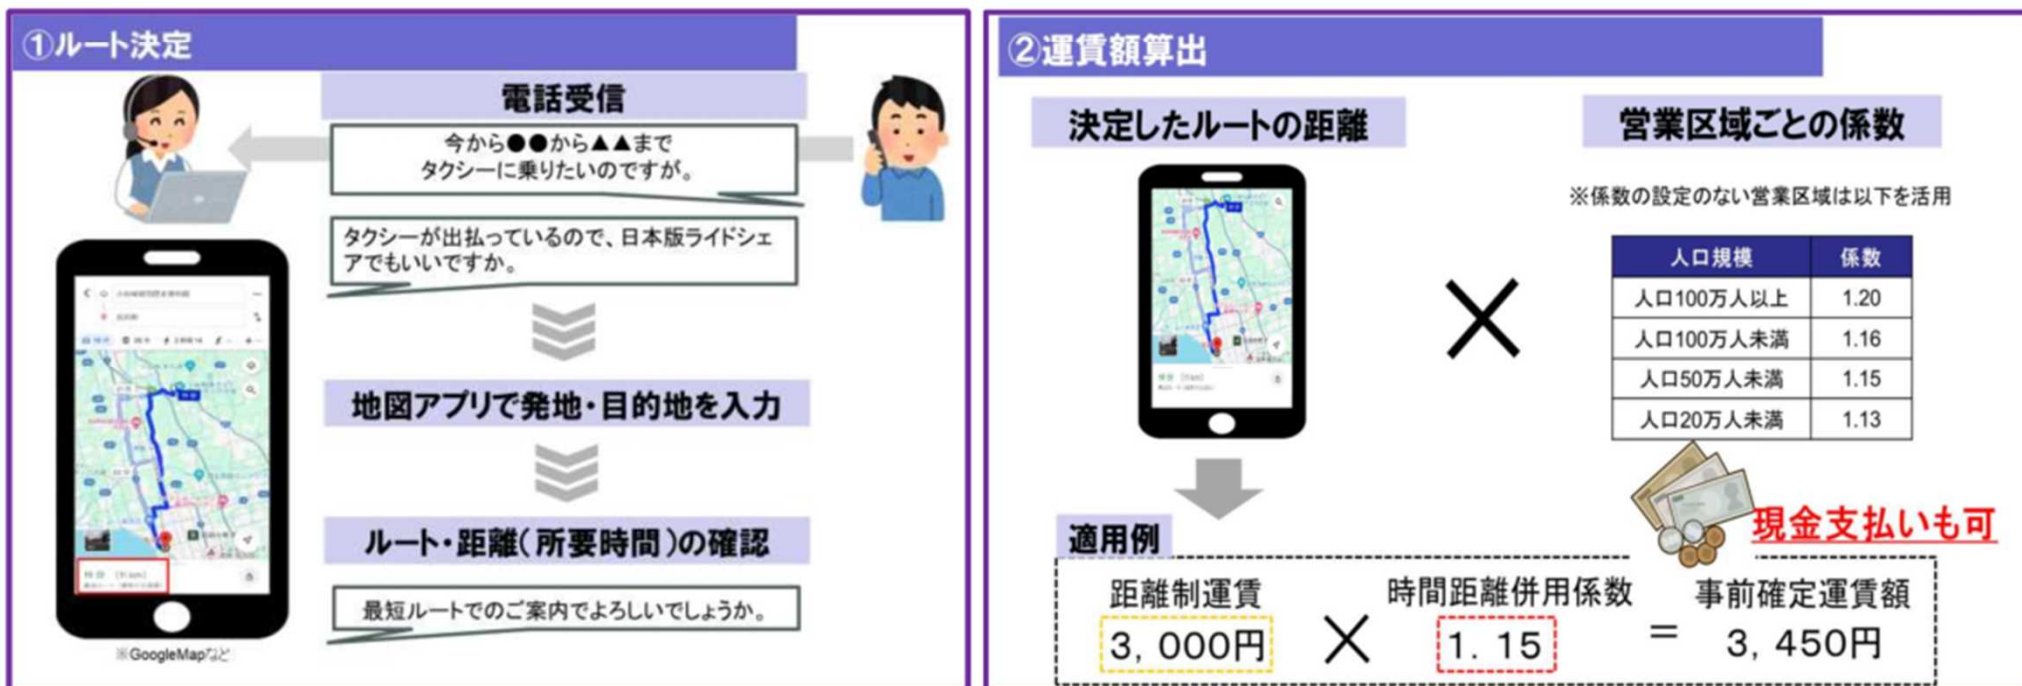 ①ルート決定
電話受信
今から●●から▲▲まで
タクシーに乗りたいのですが。
タクシーが出払っているので、日本版ライドシェ
アでもいいですか。
地図アプリで発地・目的地を入力
ルート・距離(所要時間)の確認
最短ルートでのご案内でよろしいでしょうか。
※GoogleMapなど
②運賃額算出
決定したルートの距離
営業区域ごとの係数
※係数の設定のない営業区域は以下を活用
人口規模 係数
人口100万人以上 1.20
人口100万人未満 1.16
人口50万人未満 1.15
人口20万人未満 1.13
現金支払いも可
適用例
距離制運賃 時間距離併用係数 事前確定運賃額
3,000円 × 1.15 = 3,450円